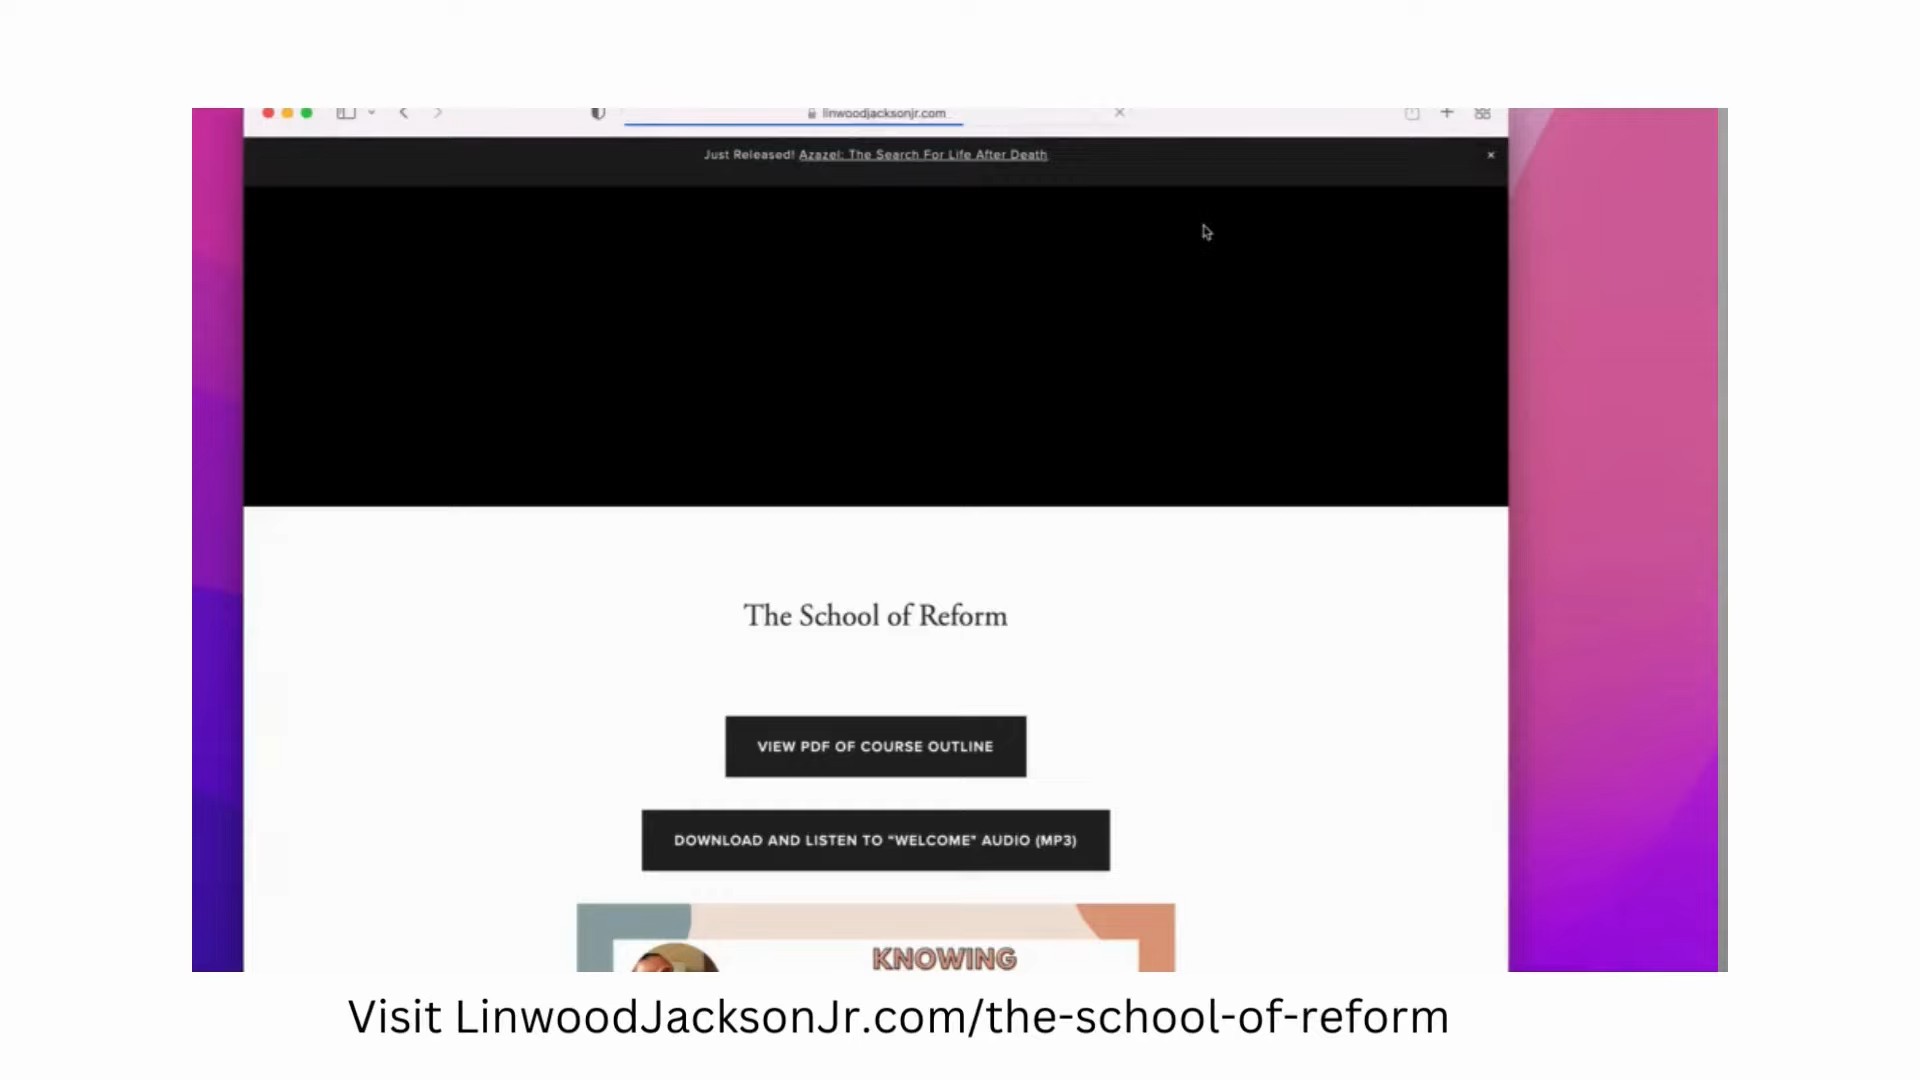 linwoodjacksonjr.com
Just Released! Azazel: The Search For Life After Death
The School of Reform
VIEW PDF OF COURSE OUTLINE
DOWNLOAD AND LISTEN TO "WELCOME" AUDIO (MP3)
KNOWING
Visit LinwoodJacksonJr.com/the-school-of-reform